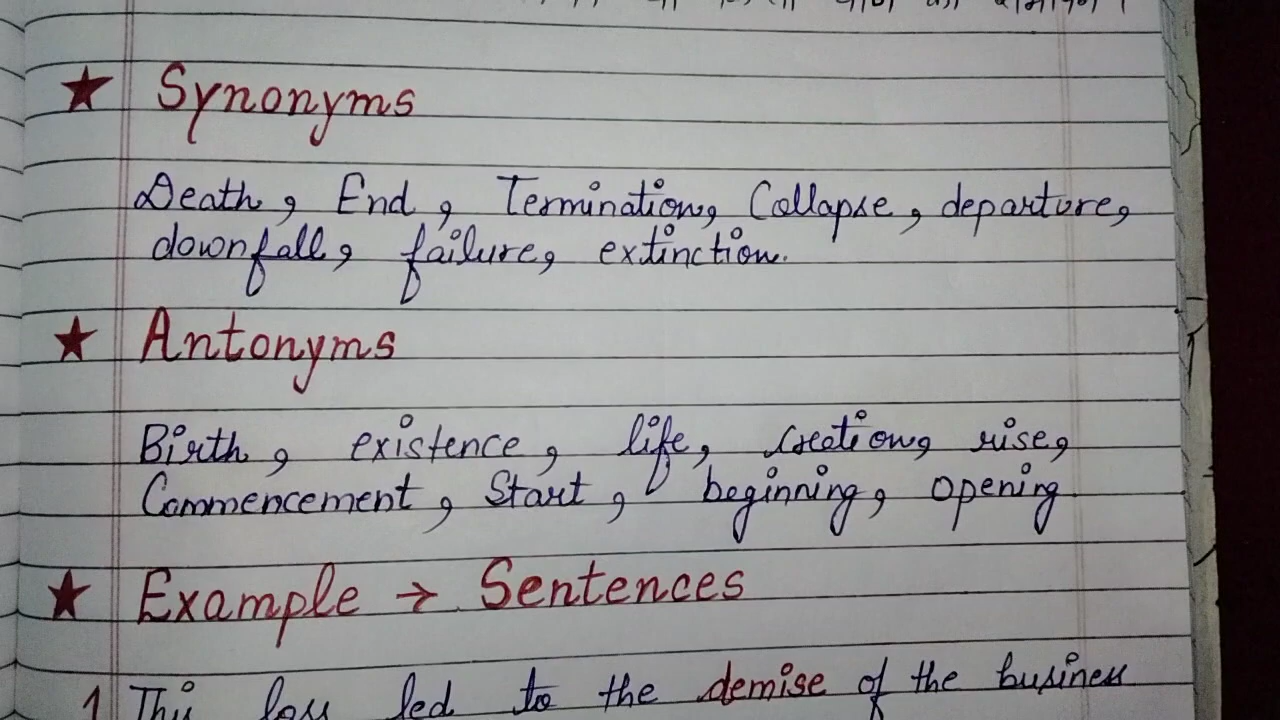 ★ Synonyms
Death, End, Termination, Collapse, departure,
downfall, failure, extinction.
★ Antonyms
Birth, existence, life, creation, rise,
Commencement, Start, beginning, opening
★ Example → Sentences
1 This loss led to the demise of the business